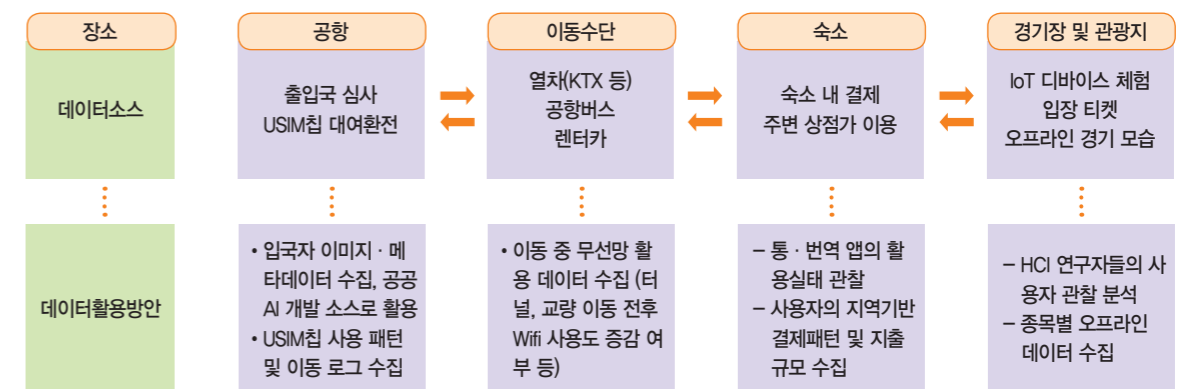 장소
공항
이동수단
숙소
경기장 및 관광지
데이터소스
출입국 심사
USIM칩 대여환전
열차(KTX 등)
공항버스
렌터카
숙소 내 결제
주변 상점가 이용
IoT 디바이스 체험
입장 티켓
오프라인 경기 모습
데이터활용방안
• 입국자 이미지 · 메
타데이터 수집, 공공
AI 개발 소스로 활용
• USIM칩 사용 패턴
및 이동 로그 수집
• 이동 중 무선망 활
용 데이터 수집 (터
널, 교량 이동 전후
Wifi 사용도 증감 여
부 등)
– 통 · 번역 앱의 활
용실태 관찰
– 사용자의 지역기반
결제패턴 및 지출
규모 수집
– HCI 연구자들의 사
용자 관찰 분석
– 종목별 오프라인
데이터 수집